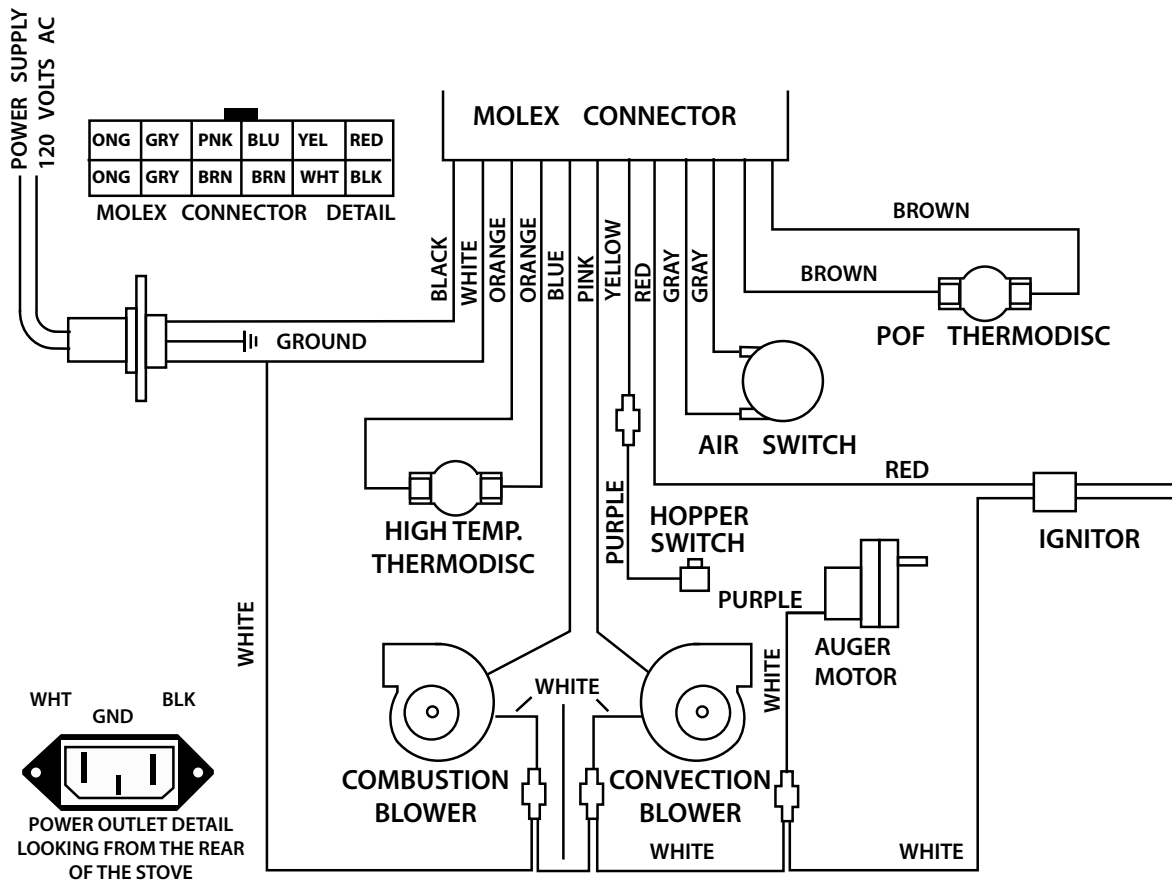 POWER SUPPLY
120 VOLTS AC
ONG GRY PNK BLU YEL RED
ONG GRY BRN BRN WHT BLK
MOLEX CONNECTOR DETAIL
MOLEX CONNECTOR
BLACK
WHITE
ORANGE
ORANGE
BLUE
PINK
YELLOW
RED
GRAY
GRAY
BROWN
BROWN
POF THERMODISC
GROUND
AIR SWITCH
RED
IGNITOR
HIGH TEMP.
THERMODISC
PURPLE
HOPPER
SWITCH
PURPLE
AUGER
MOTOR
WHITE
WHITE
WHITE
COMBUSTION
BLOWER
CONVECTION
BLOWER
WHITE
WHITE
WHT
GND
BLK
POWER OUTLET DETAIL
LOOKING FROM THE REAR
OF THE STOVE